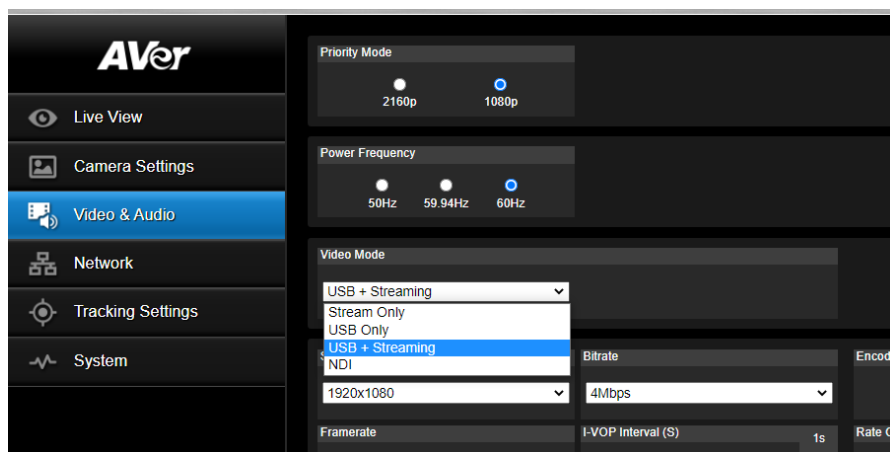 AVer
Live View
Camera Settings
Video & Audio
Network
Tracking Settings
System
Priority Mode
2160p 1080p
Power Frequency
50Hz 59.94Hz 60Hz
Video Mode
USB + Streaming
Stream Only
USB Only
USB + Streaming
NDI
Bitrate
1920x1080
4Mbps
Framerate
I-VOP Interval (S) 1s